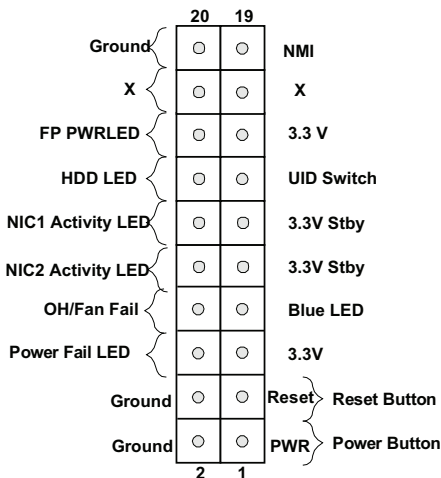 20 19
Ground NMI
X X
FP PWRLED 3.3 V
HDD LED UID Switch
NIC1 Activity LED 3.3V Stby
NIC2 Activity LED 3.3V Stby
OH/Fan Fail Blue LED
Power Fail LED 3.3V
Ground Reset Reset Button
Ground PWR Power Button
2 1